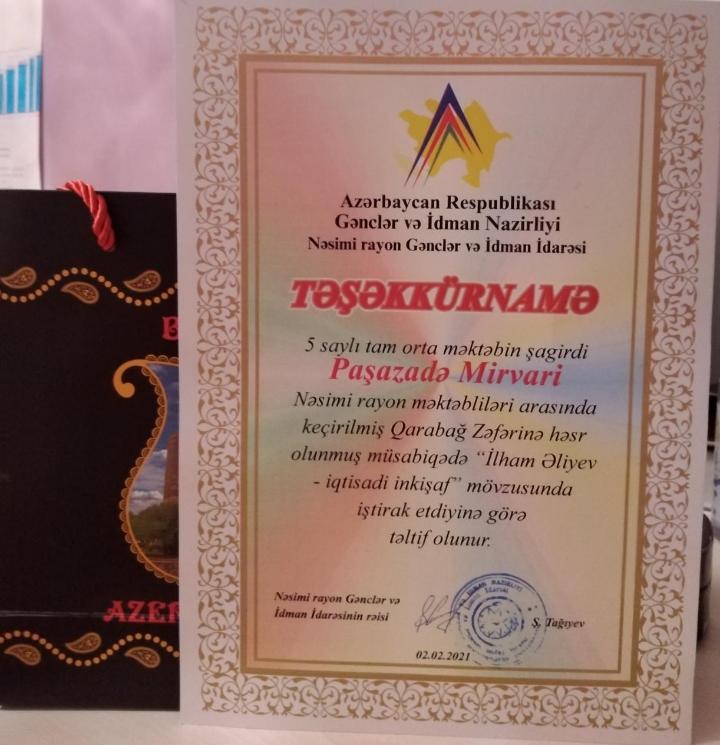 Azərbaycan Respublikası
Gənclər və İdman Nazirliyi
Nəsimi rayon Gənclər və İdman İdarəsi
TƏŞƏKKÜRNAMƏ
5 saylı tam orta məktəbin şagirdi
Paşazadə Mirvari
Nəsimi rayon məktəbliləri arasında
keçirilmiş Qarabağ Zəfərinə həsr
olunmuş müsabiqədə “İlham Əliyev
- iqtisadi inkişaf” mövzusunda
iştirak etdiyinə görə
təltif olunur.
Nəsimi rayon Gənclər və
İdman İdarəsinin rəisi
Ş. Tağıyev
02.02.2021
B
AZER